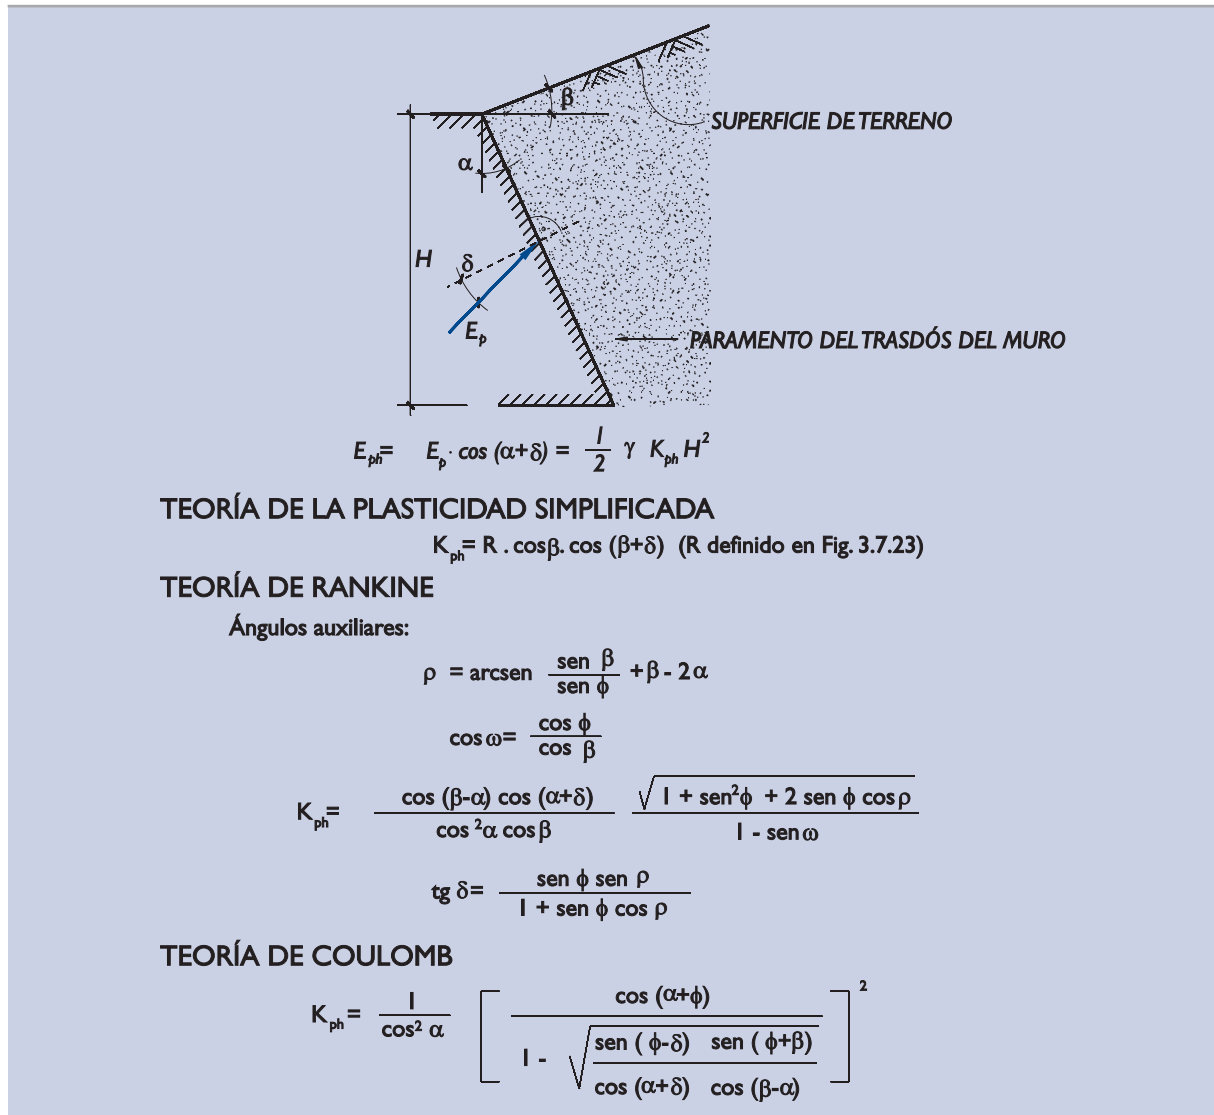 β
SUPERFICIE DE TERRENO
α
H
δ
E_p
PARAMENTO DEL TRASDÓS DEL MURO
E_ph = E_p · cos (α+δ) = 1/2 γ K_ph H²
TEORÍA DE LA PLASTICIDAD SIMPLIFICADA
K_ph = R . cosβ. cos (β+δ) (R definido en Fig. 3.7.23)
TEORÍA DE RANKINE
Ángulos auxiliares:
ρ = arcsen (sen β / sen ϕ) + β - 2α
cos ω = cos ϕ / cos β
K_ph = (cos (β-α) cos (α+δ)) / (cos²α cos β) · √(1 + sen²ϕ + 2 sen ϕ cos ρ) / (1 - sen ω)
tg δ = (sen ϕ sen ρ) / (1 + sen ϕ cos ρ)
TEORÍA DE COULOMB
K_ph = 1 / cos² α [ cos (α+ϕ) / (1 - √(sen (ϕ-δ) sen (ϕ+β) / cos (α+δ) cos (β-α))) ]²